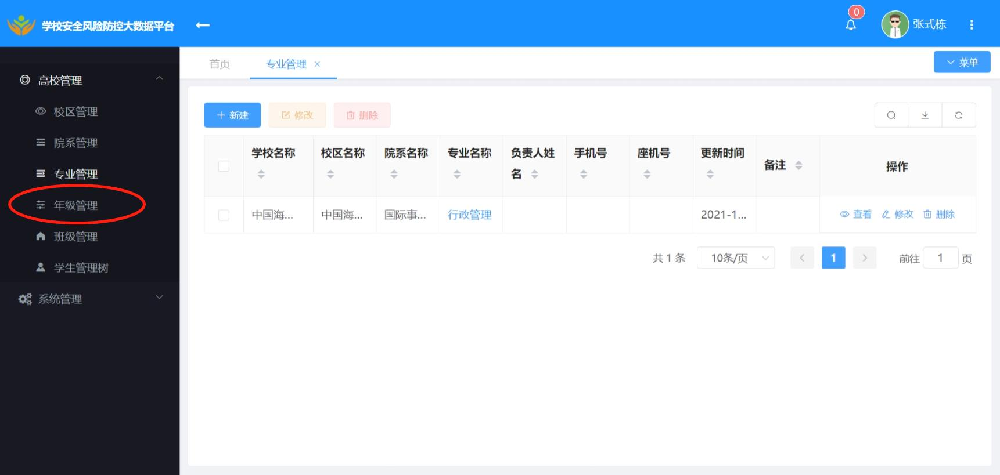 学校安全风险防控大数据平台
0
张弍栋
首页
专业管理 ×
菜单
高校管理
校区管理
院系管理
专业管理
年级管理
班级管理
学生管理树
系统管理
+ 新建 修改 删除
学校名称 校区名称 院系名称 专业名称 负责人姓名 手机号 座机号 更新时间 备注 操作
中国海... 中国海... 国际事... 行政管理 2021-1... 查看 修改 删除
共 1 条 10条/页 < 1 > 前往 1 页